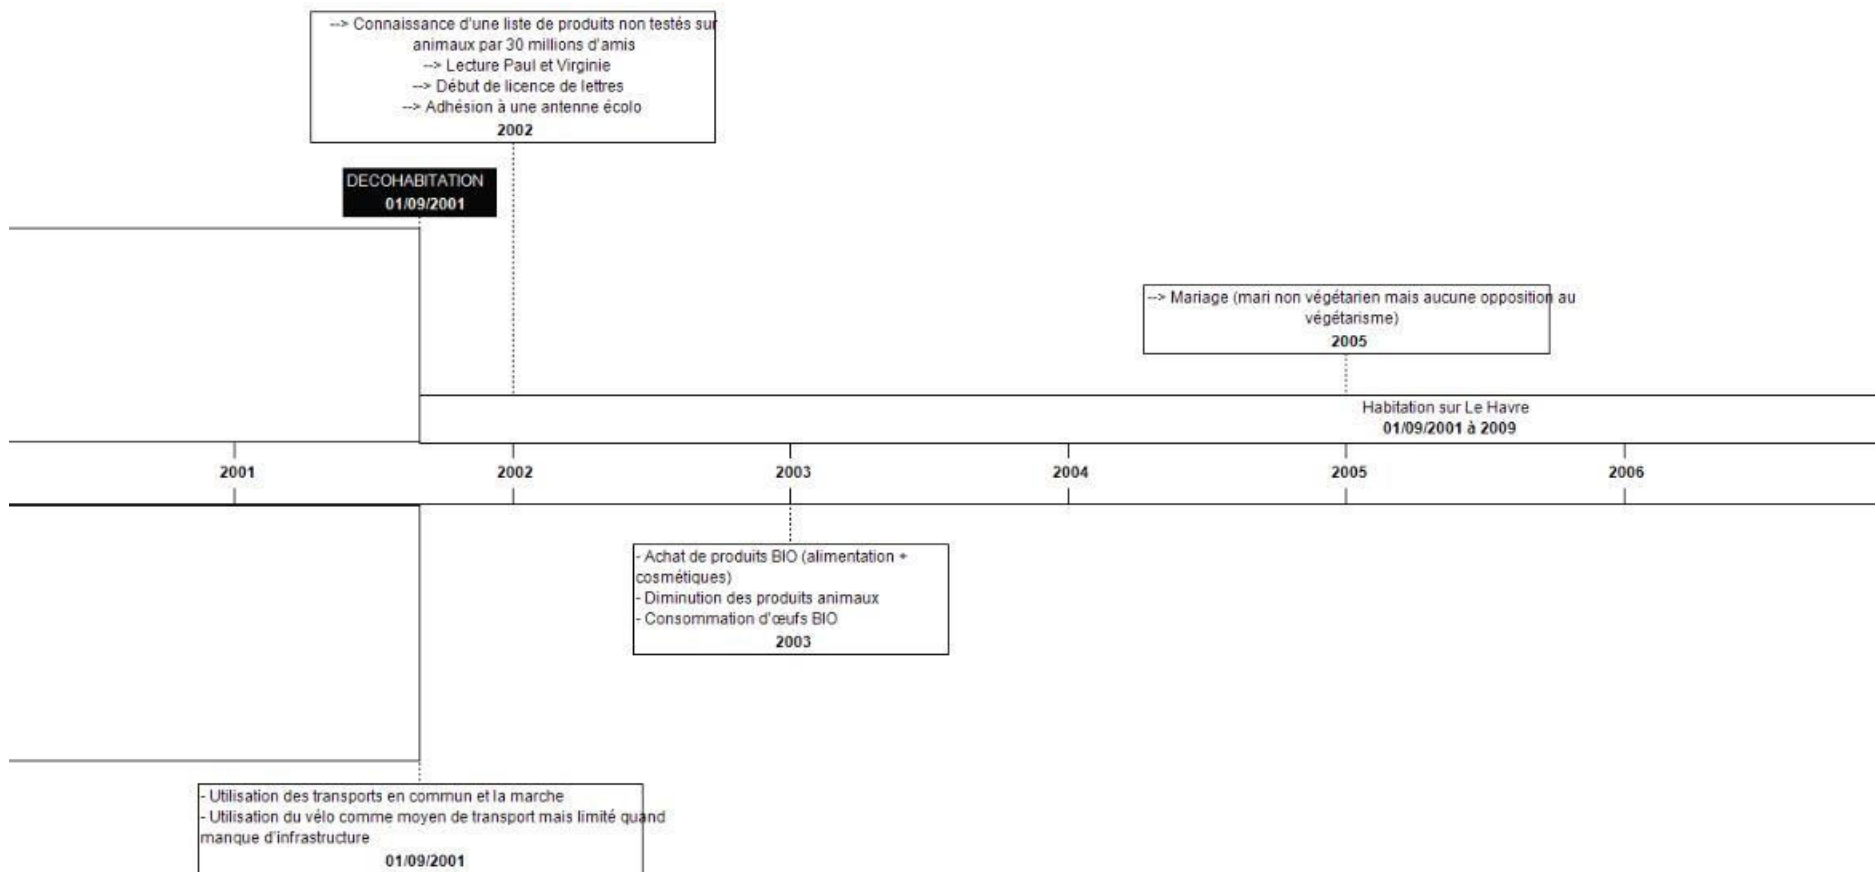 --> Connaissance d'une liste de produits non testés sur
animaux par 30 millions d'amis
--> Lecture Paul et Virginie
--> Début de licence de lettres
--> Adhésion à une antenne écolo
2002
DECOHABITATION
01/09/2001
--> Mariage (mari non végétarien mais aucune opposition au
végétarisme)
2005
Habitation sur Le Havre
01/09/2001 à 2009
2001
2002
2003
2004
2005
2006
- Achat de produits BIO (alimentation +
cosmétiques)
- Diminution des produits animaux
- Consommation d'œufs BIO
2003
- Utilisation des transports en commun et la marche
- Utilisation du vélo comme moyen de transport mais limité quand
manque d'infrastructure
01/09/2001